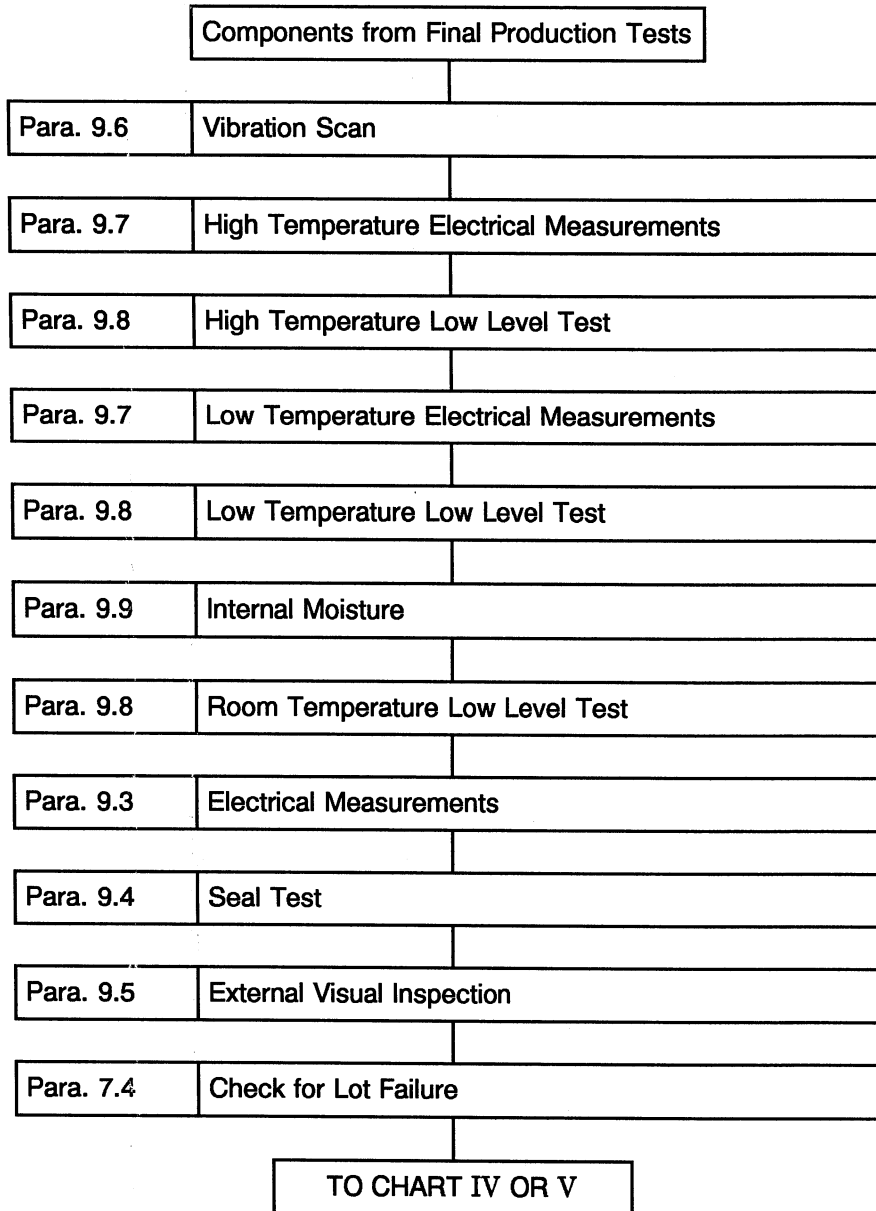 Components from Final Production Tests
Para. 9.6 Vibration Scan
Para. 9.7 High Temperature Electrical Measurements
Para. 9.8 High Temperature Low Level Test
Para. 9.7 Low Temperature Electrical Measurements
Para. 9.8 Low Temperature Low Level Test
Para. 9.9 Internal Moisture
Para. 9.8 Room Temperature Low Level Test
Para. 9.3 Electrical Measurements
Para. 9.4 Seal Test
Para. 9.5 External Visual Inspection
Para. 7.4 Check for Lot Failure
TO CHART IV OR V